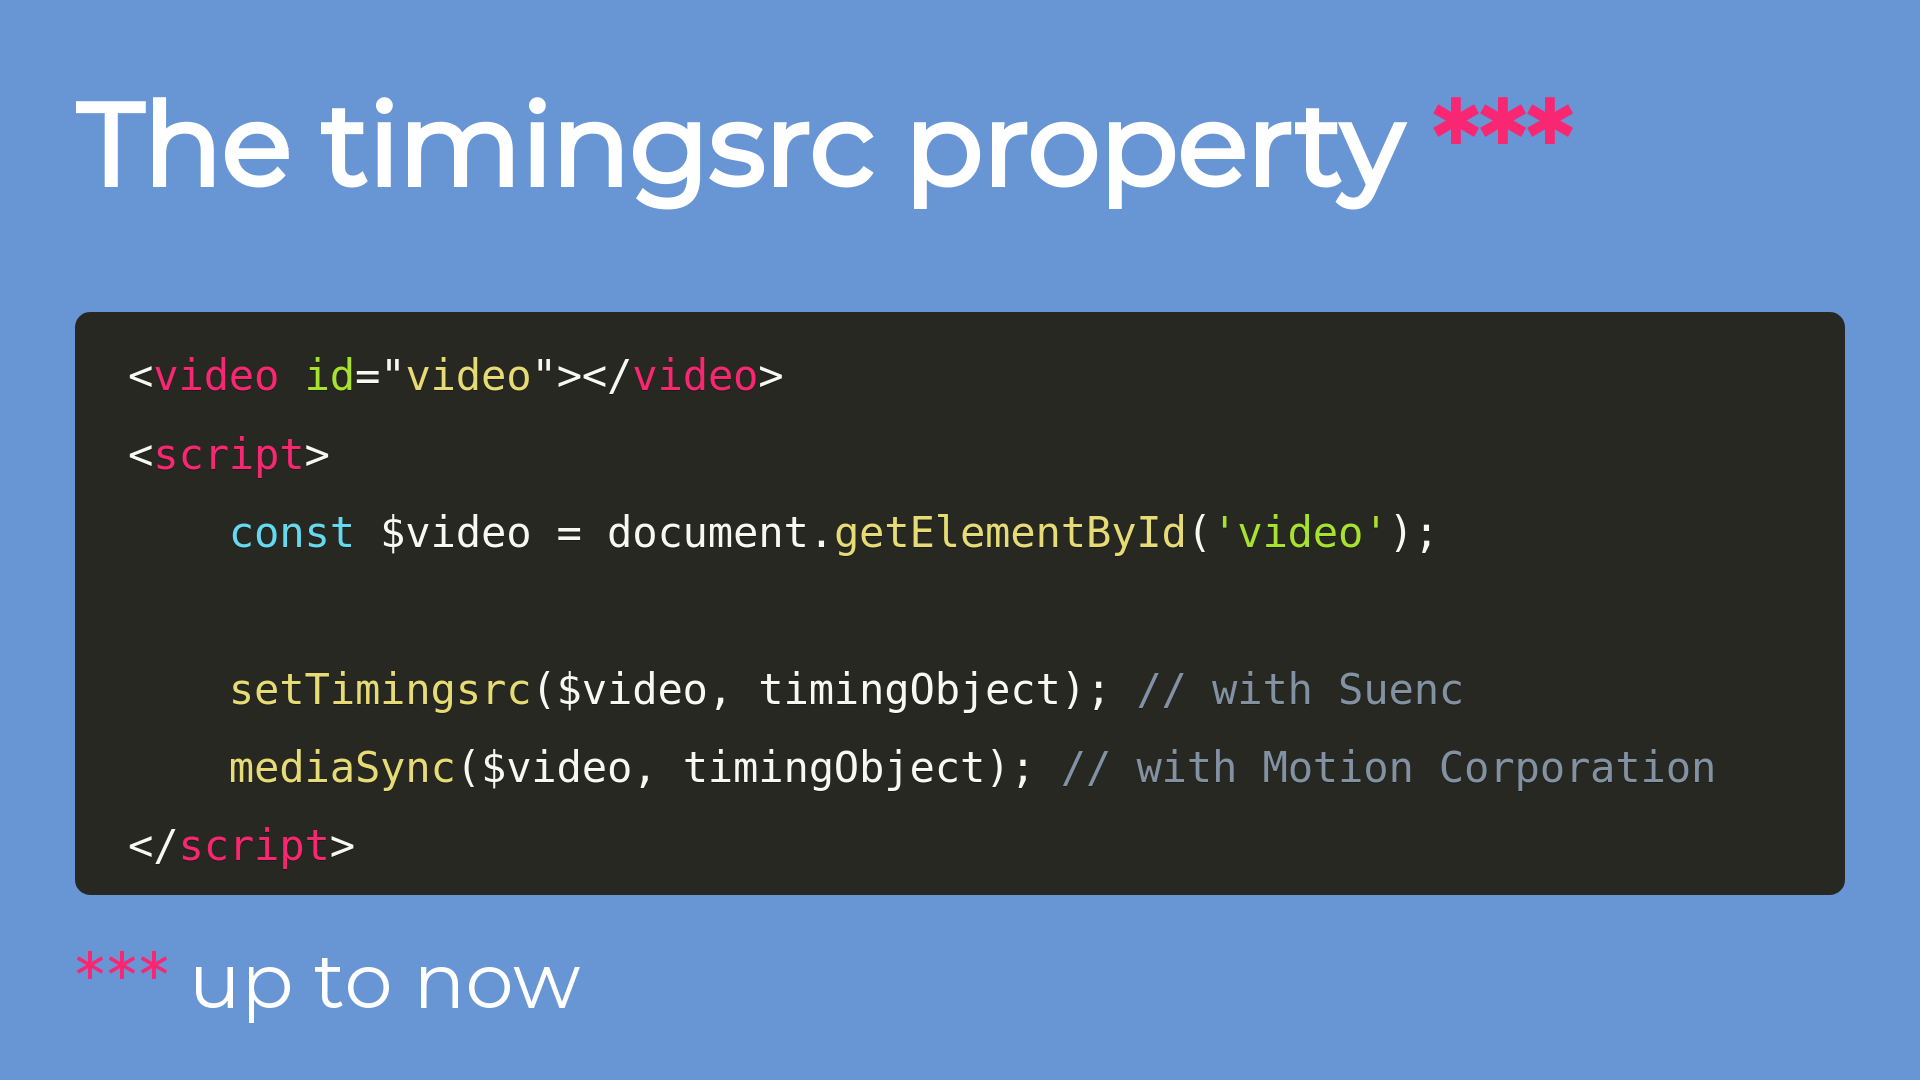 The timingsrc property ***
<video id="video"></video>
<script>
    const $video = document.getElementById('video');
    setTimingsrc($video, timingObject); // with Suenc
    mediaSync($video, timingObject); // with Motion Corporation
</script>
*** up to now